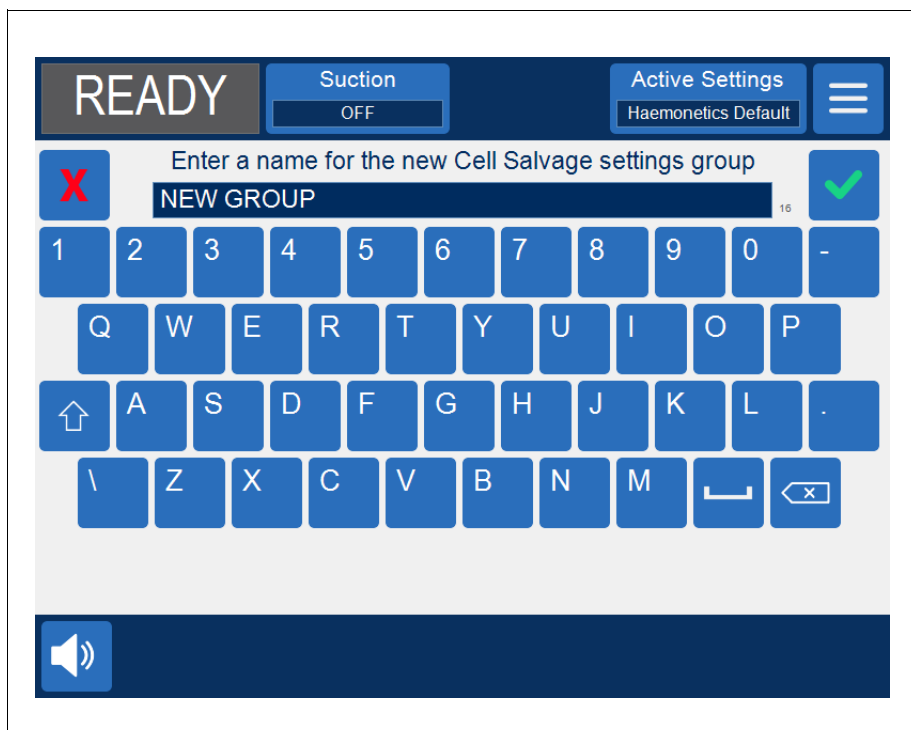 READY
Suction
OFF
Active Settings
Haemonetics Default
X
Enter a name for the new Cell Salvage settings group
NEW GROUP
16
1 2 3 4 5 6 7 8 9 0 -
Q W E R T Y U I O P
A S D F G H J K L .
\ Z X C V B N M